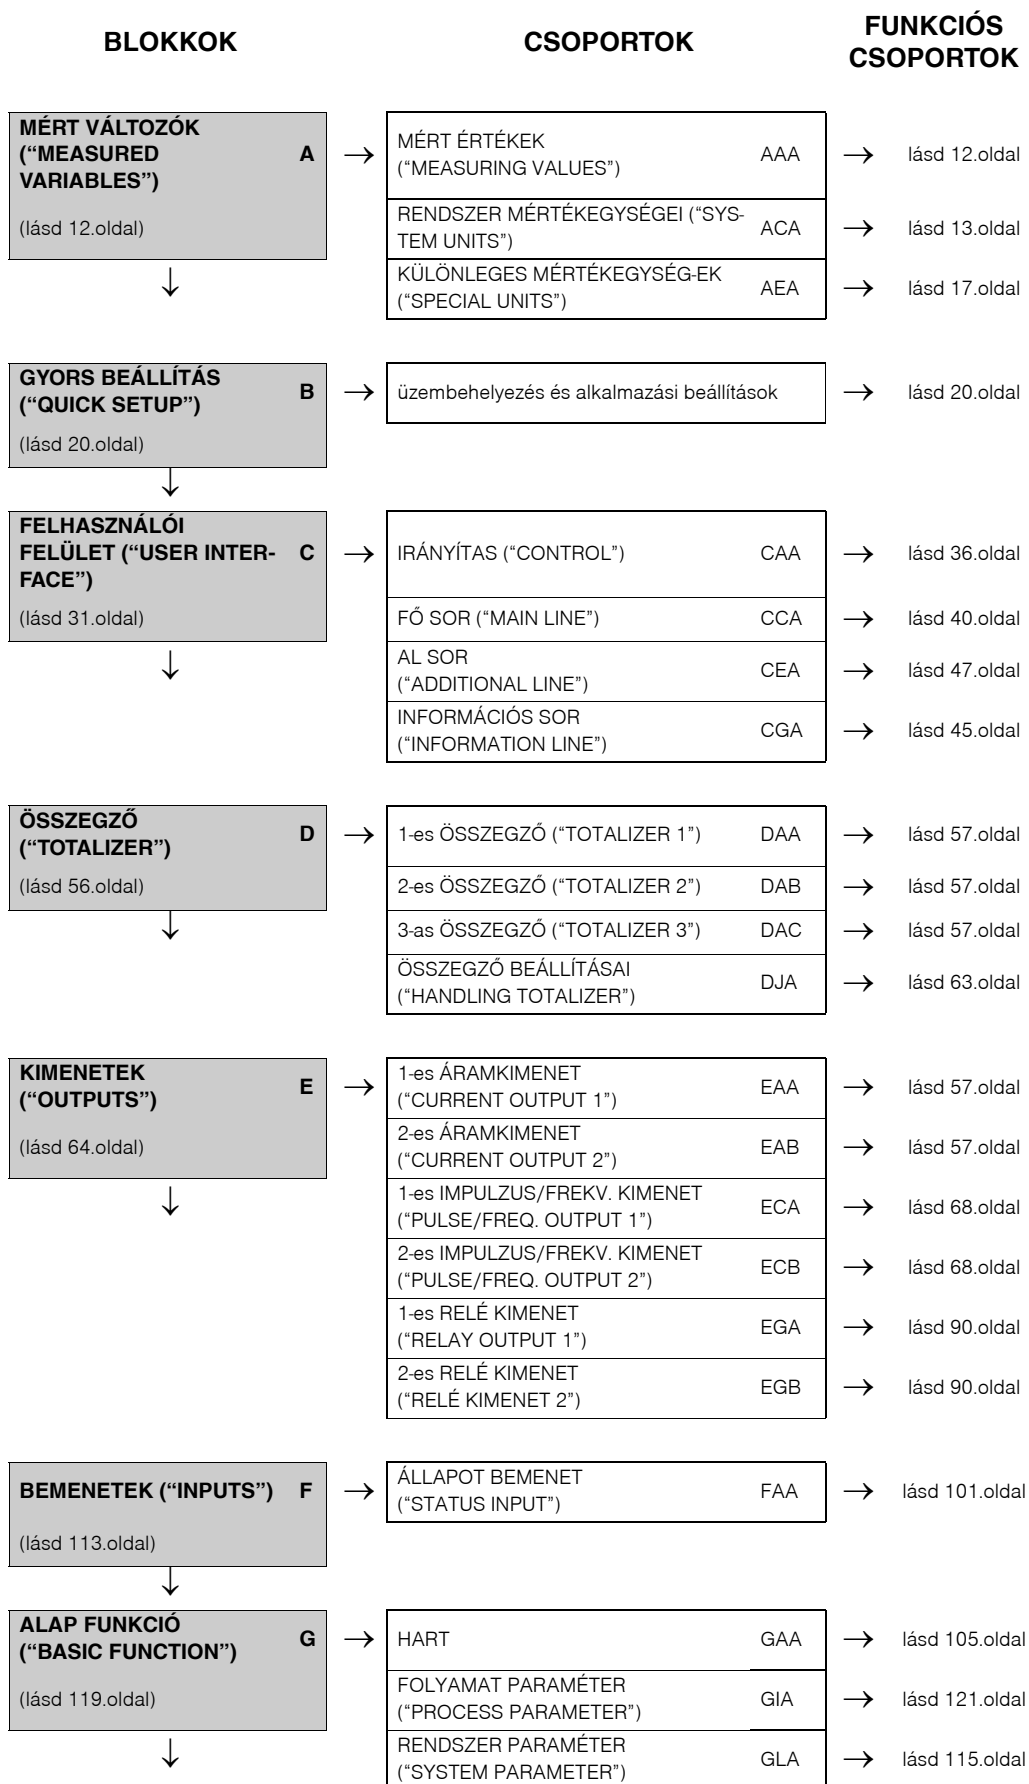 BLOKKOK CSOPORTOK FUNKCIÓS
CSOPORTOK
MÉRT VÁLTOZÓK
(“MEASURED
VARIABLES”)
A → MÉRT ÉRTÉKEK
(“MEASURING VALUES”)
AAA → lásd 12.oldal
(lásd 12.oldal)
RENDSZER MÉRTÉKEGYSÉGEI (“SYS-
TEM UNITS”)
ACA → lásd 13.oldal
↓
KÜLÖNLEGES MÉRTÉKEGYSÉG-EK
(“SPECIAL UNITS”)
AEA → lásd 17.oldal
GYORS BEÁLLÍTÁS
(“QUICK SETUP”)
B → üzembehelyezés és alkalmazási beállítások → lásd 20.oldal
(lásd 20.oldal)
↓
FELHASZNÁLÓI
FELÜLET (“USER INTER-
FACE”)
C → IRÁNYÍTAS (“CONTROL”) CAA → lásd 36.oldal
(lásd 31.oldal)
FŐ SOR (“MAIN LINE”) CCA → lásd 40.oldal
↓
AL SOR
(“ADDITIONAL LINE”)
CEA → lásd 47.oldal
INFORMÁCIÓS SOR
(“INFORMATION LINE”)
CGA → lásd 45.oldal
ÖSSZEGZŐ
(“TOTALIZER”)
D → 1-es ÖSSZEGZŐ (“TOTALIZER 1”) DAA → lásd 57.oldal
(lásd 56.oldal)
2-es ÖSSZEGZŐ (“TOTALIZER 2”) DAB → lásd 57.oldal
↓
3-as ÖSSZEGZŐ (“TOTALIZER 3”) DAC → lásd 57.oldal
ÖSSZEGZŐ BEÁLLÍTÁSAI
(“HANDLING TOTALIZER”)
DJA → lásd 63.oldal
KIMENETEK
(“OUTPUTS”)
E → 1-es ÁRAMKIMENET
(“CURRENT OUTPUT 1”)
EAA → lásd 57.oldal
(lásd 64.oldal)
2-es ÁRAMKIMENET
(“CURRENT OUTPUT 2”)
EAB → lásd 57.oldal
↓
1-es IMPULZUS/FREKV. KIMENET
(“PULSE/FREQ. OUTPUT 1”)
ECA → lásd 68.oldal
2-es IMPULZUS/FREKV. KIMENET
(“PULSE/FREQ. OUTPUT 2”)
ECB → lásd 68.oldal
1-es RELÉ KIMENET
(“RELAY OUTPUT 1”)
EGA → lásd 90.oldal
2-es RELÉ KIMENET
(“RELÉ KIMENET 2”)
EGB → lásd 90.oldal
BEMENETEK (“INPUTS”) F → ÁLLAPOT BEMENET
(“STATUS INPUT”)
FAA → lásd 101.oldal
(lásd 113.oldal)
↓
ALAP FUNKCIÓ
(“BASIC FUNCTION”)
G → HART GAA → lásd 105.oldal
(lásd 119.oldal)
FOLYAMAT PARAMÉTER
(“PROCESS PARAMETER”)
GIA → lásd 121.oldal
↓
RENDSZER PARAMÉTER
(“SYSTEM PARAMETER”)
GLA → lásd 115.oldal